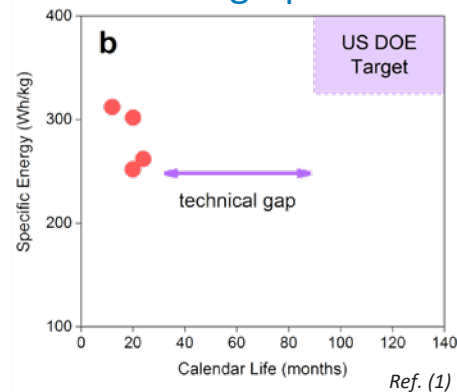 400
b
US DOE
Target
300
technical gap
200
100
0
20
40
60
80
100
120
140
Specific Energy (Wh/kg)
Calendar Life (months)
Ref. (1)